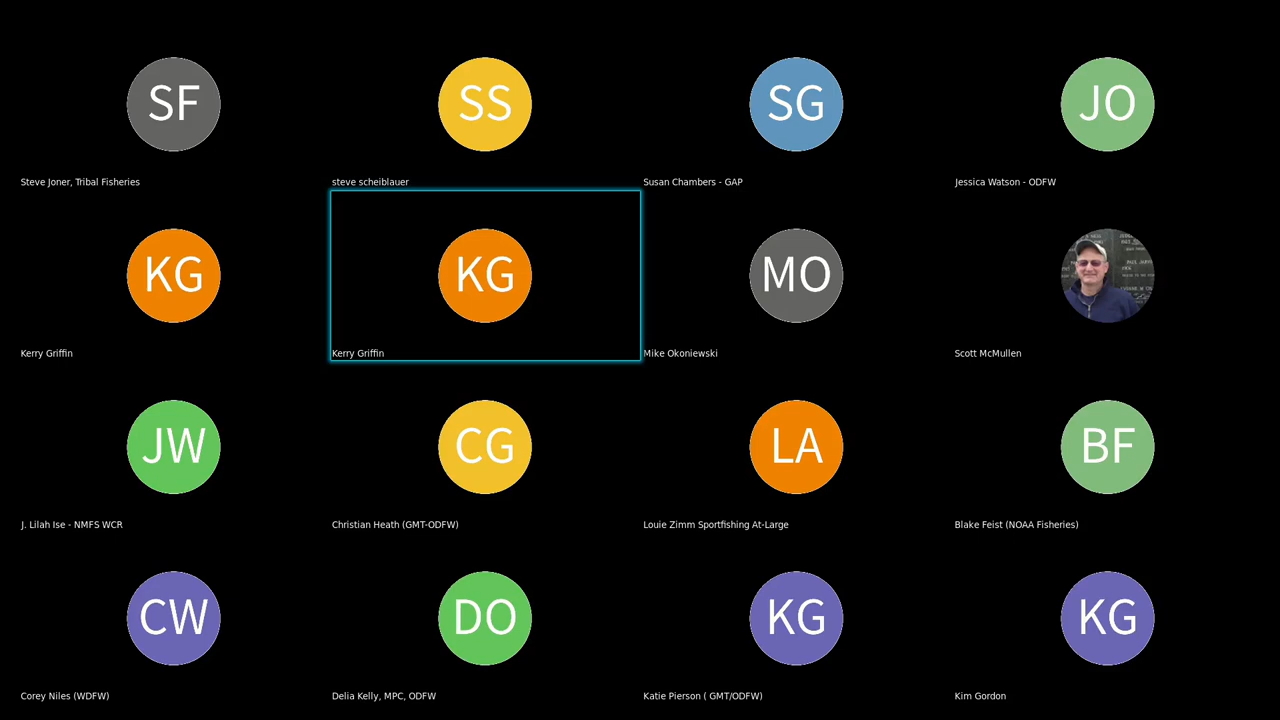 SF
SS
SG
JO
Steve Joner, Tribal Fisheries
steve scheiblauer
Susan Chambers - GAP
Jessica Watson - ODFW
KG
KG
MO
Kerry Griffin
Kerry Griffin
Mike Okoniewski
Scott McMullen
JW
CG
LA
BF
J. Lilah Ise - NMFS WCR
Christian Heath (GMT-ODFW)
Louie Zimm Sportfishing At-Large
Blake Feist (NOAA Fisheries)
CW
DO
KG
KG
Corey Niles (WDFW)
Delia Kelly, MPC, ODFW
Katie Pierson ( GMT/ODFW)
Kim Gordon